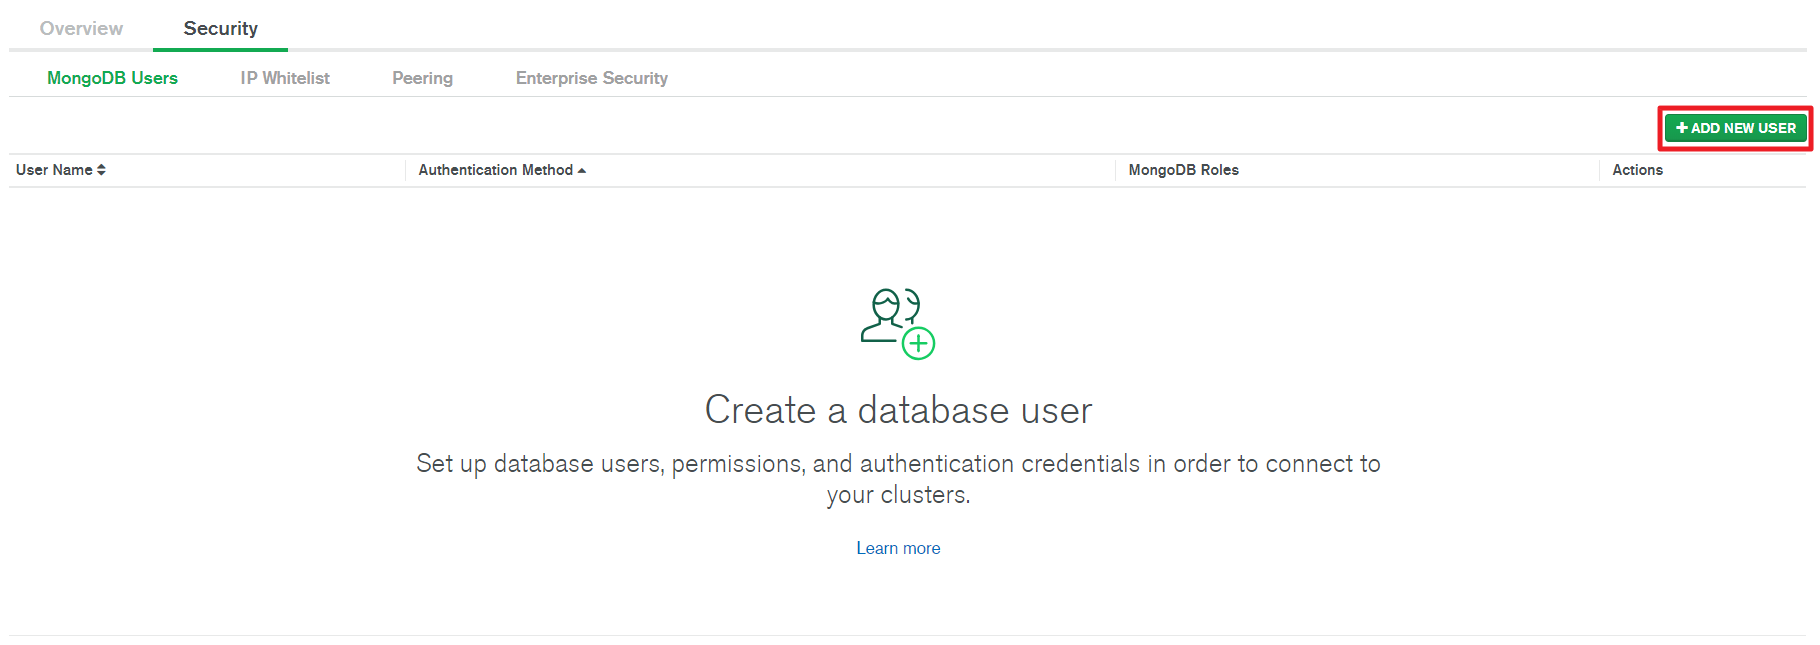 Overview Security
MongoDB Users IP Whitelist Peering Enterprise Security
ADD NEW USER
User Name Authentication Method MongoDB Roles Actions
Create a database user
Set up database users, permissions, and authentication credentials in order to connect to
your clusters.
Learn more